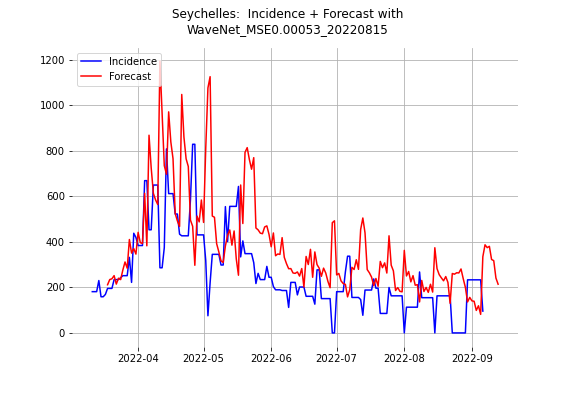 Seychelles:  Incidence + Forecast with
WaveNet_MSE0.00053_20220815
Incidence
Forecast
1200
1000
800
600
400
200
0
2022-04 2022-05 2022-06 2022-07 2022-08 2022-09